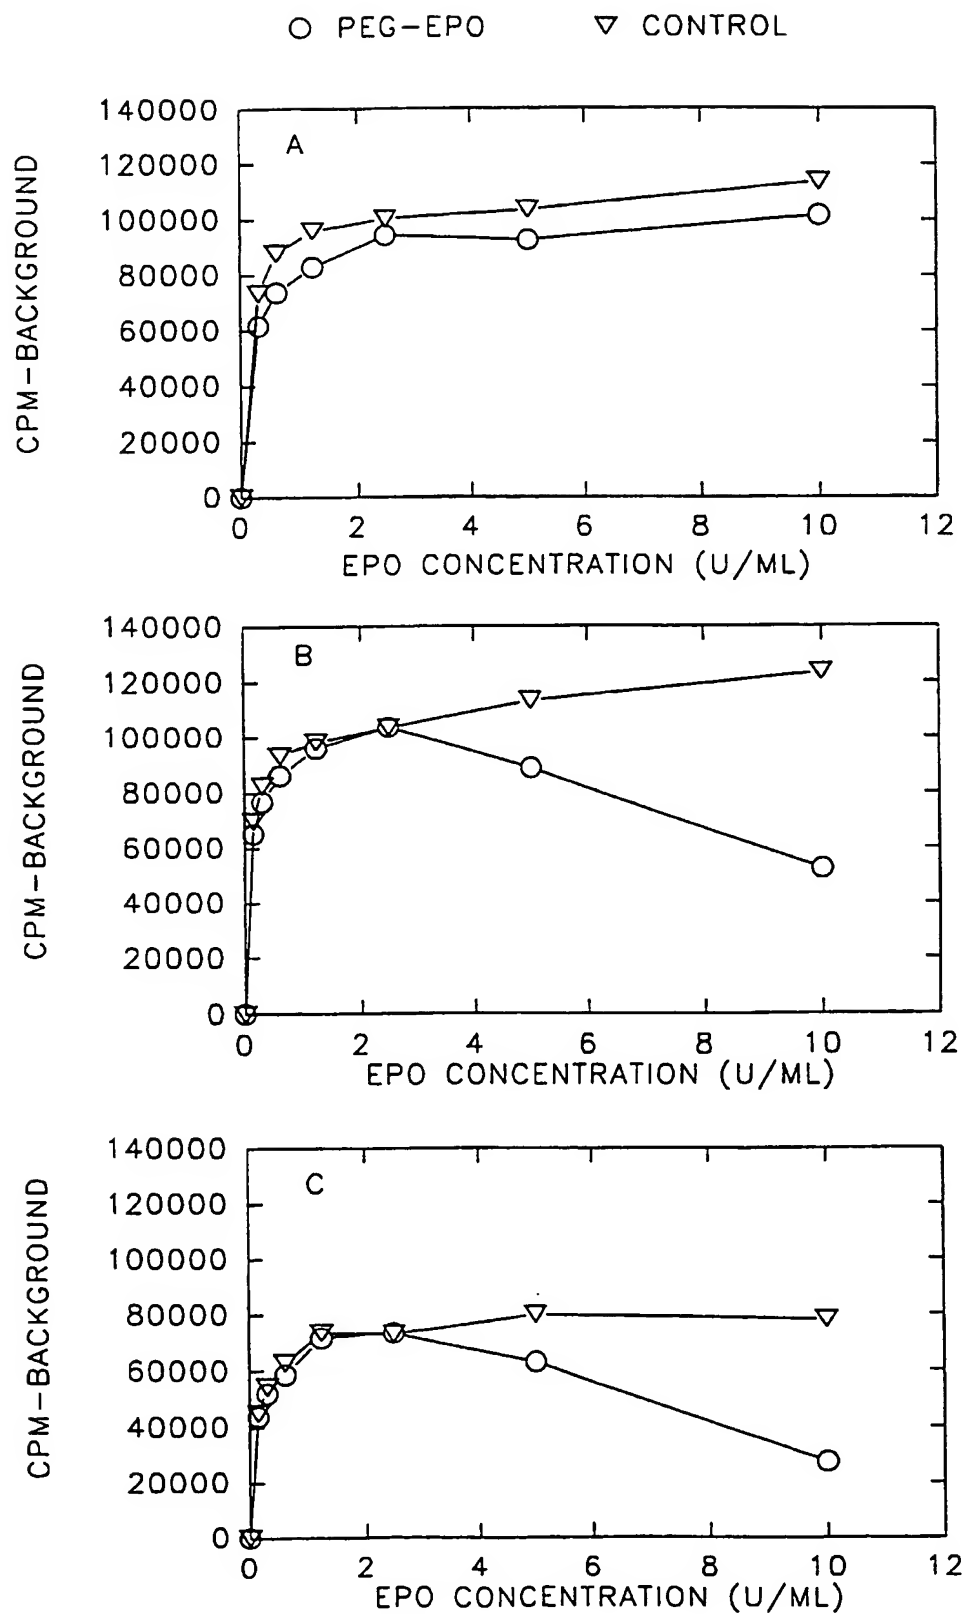 PEG-EPO CONTROL
A
140000
120000
100000
80000
60000
40000
20000
0
CPM-BACKGROUND
0 2 4 6 8 10 12
EPO CONCENTRATION (U/ML)
B
140000
120000
100000
80000
60000
40000
20000
0
CPM-BACKGROUND
0 2 4 6 8 10 12
EPO CONCENTRATION (U/ML)
C
140000
120000
100000
80000
60000
40000
20000
0
CPM-BACKGROUND
0 2 4 6 8 10 12
EPO CONCENTRATION (U/ML)